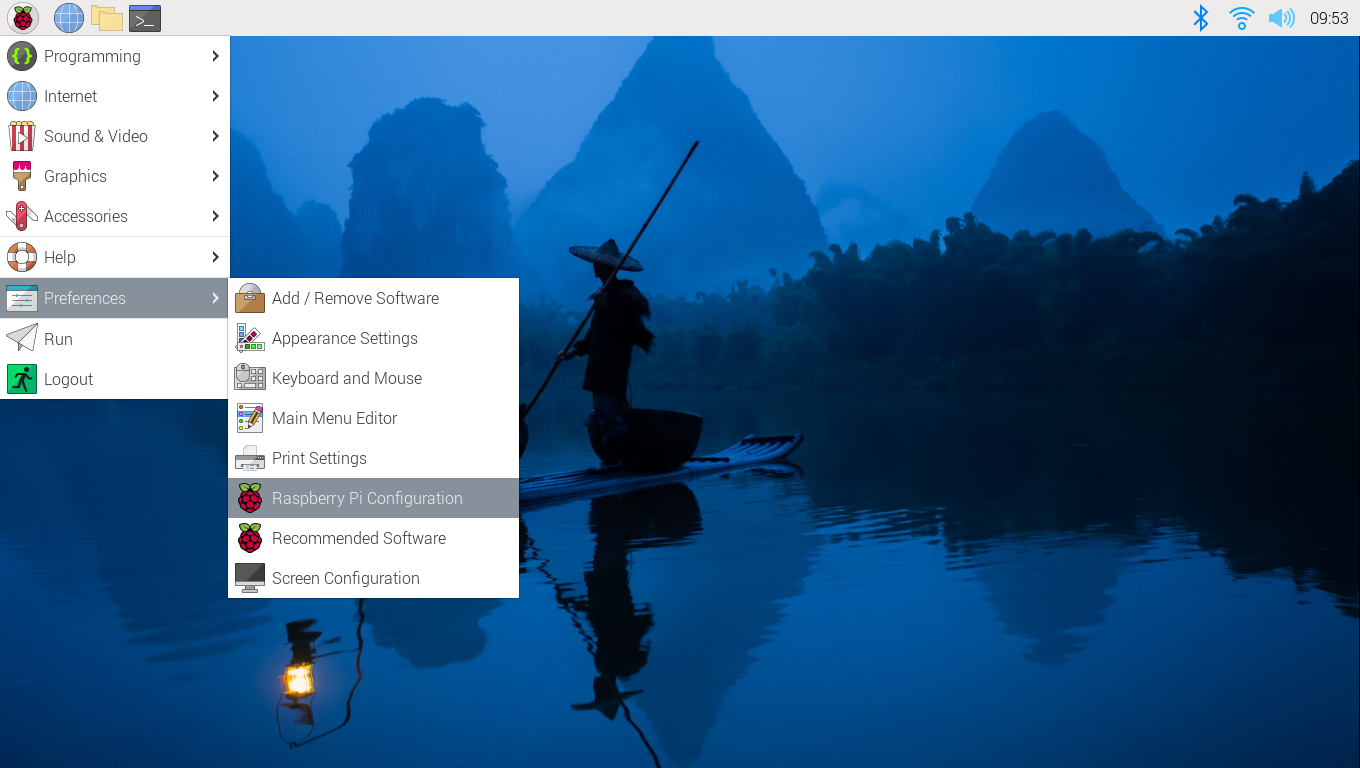 09:53
Programming
Internet
Sound & Video
Graphics
Accessories
Help
Preferences
Run
Logout
Add / Remove Software
Appearance Settings
Keyboard and Mouse
Main Menu Editor
Print Settings
Raspberry Pi Configuration
Recommended Software
Screen Configuration